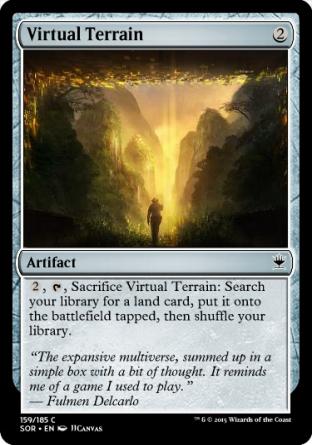 Virtual Terrain 2
Artifact
2, T, Sacrifice Virtual Terrain: Search
your library for a land card, put it onto
the battlefield tapped, then shuffle your
library.
“The expansive multiverse, summed up in a
simple box with a bit of thought. It reminds
me of a game I used to play.”
— Fulmen Delcarlo
159/185 C
SOR • EN HCanvas
™ & © 2015 Wizards of the Coast